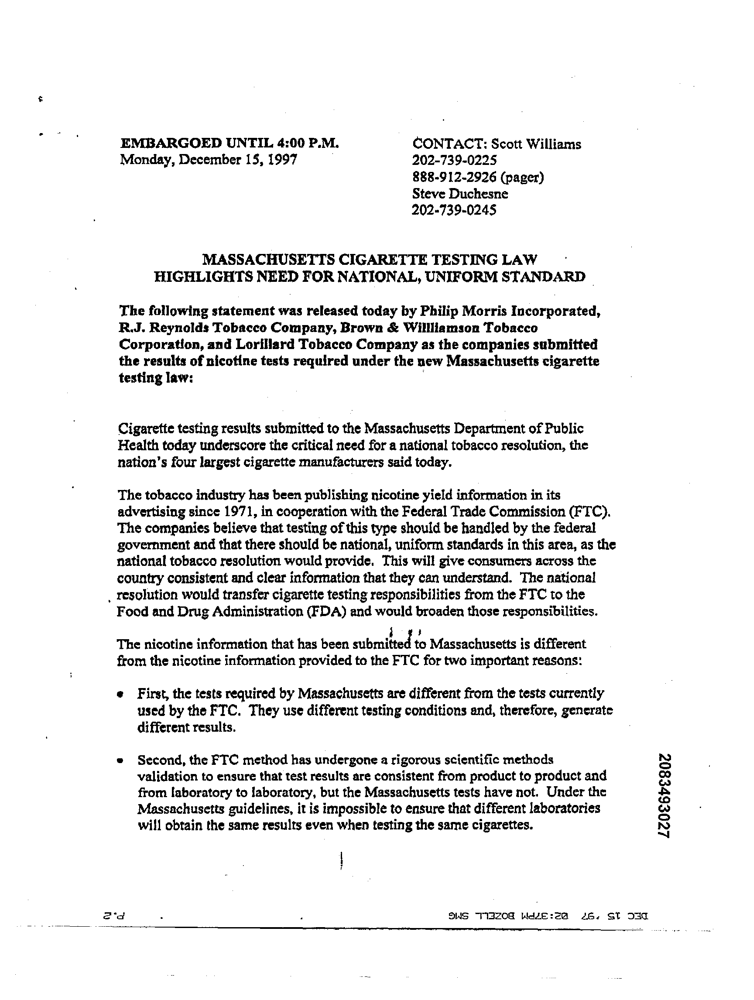 EMBARGOED UNTIL 4:00 P.M.
Monday, December 15, 1997
CONTACT: Scott Williams
202-739-0225
888-912-2926 (pager)
Steve Duchesne
202-739-0245
MASSACHUSETTS CIGARETTE TESTING LAW
HIGHLIGHTS NEED FOR NATIONAL, UNIFORM STANDARD
The following statement was released today by Philip Morris Incorporated,
R.J. Reynolds Tobacco Company, Brown & Willliamson Tobacco
Corporation, and Lorillard Tobacco Company as the companies submitted
the results of nicotine tests required under the new Massachusetts cigarette
testing law:
Cigarette testing results submitted to the Massachusetts Department of Public
Health today underscore the critical need for a national tobacco resolution, the
nation's four largest cigarette manufacturers said today.
The tobacco industry has been publishing nicotine yield information in its
advertising since 1971, in cooperation with the Federal Trade Commission (FTC).
The companies believe that testing of this type should be handled by the federal
government and that there should be national, uniform standards in this area, as the
national tobacco resolution would provide. This will give consumers across the
country consistent and clear information that they can understand. The national
resolution would transfer cigarette testing responsibilities from the FTC to the
Food and Drug Administration (FDA) and would broaden those responsibilities.
The nicotine information that has been submitted to Massachusetts is different
from the nicotine information provided to the FTC for two important reasons:
• First, the tests required by Massachusetts are different from the tests currently
used by the FTC. They use different testing conditions and, therefore, generate
different results.
• Second, the FTC method has undergone a rigorous scientific methods
validation to ensure that test results are consistent from product to product and
from laboratory to laboratory, but the Massachusetts tests have not. Under the
Massachusetts guidelines, it is impossible to ensure that different laboratories
will obtain the same results even when testing the same cigarettes.
2083493027
DEC 15 '97 02:37PM BOZELL SMG
P.2